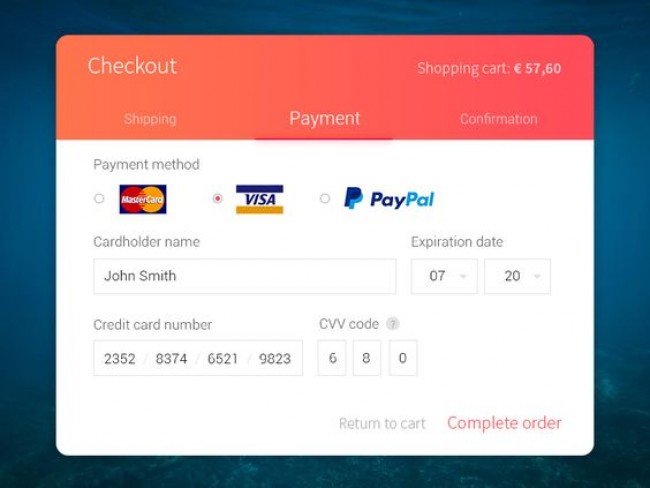 Checkout
Shopping cart: € 57,60
Shipping Payment Confirmation
Payment method
MasterCard VISA PayPal
Cardholder name Expiration date
John Smith 07 20
Credit card number CVV code ?
2352 / 8374 / 6521 / 9823 6 8 0
Return to cart Complete order